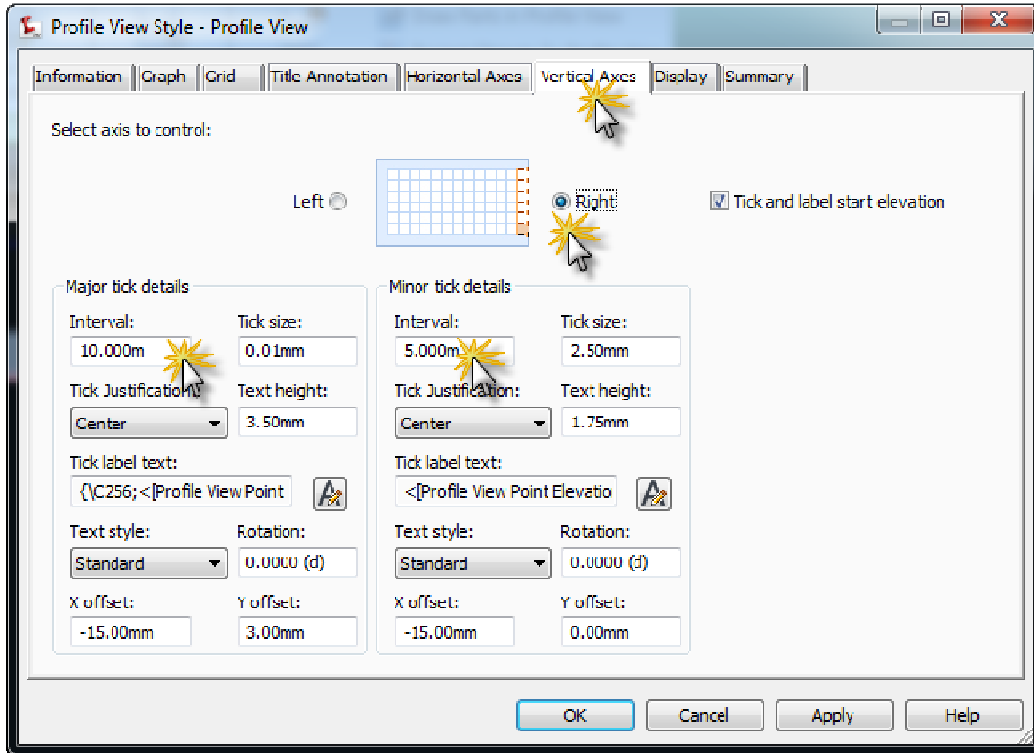 Profile View Style - Profile View
Information Graph Grid Title Annotation Horizontal Axes Vertical Axes Display Summary
Select axis to control:
Left Right Tick and label start elevation
Major tick details Minor tick details
Interval: Tick size: Interval: Tick size:
10.000m 0.01mm 5.000m 2.50mm
Tick Justification: Text height: Tick Justification: Text height:
Center 3.50mm Center 1.75mm
Tick label text: Tick label text:
{\C256;<[Profile View Point <[Profile View Point Elevatio
Text style: Rotation: Text style: Rotation:
Standard 0.0000 (d) Standard 0.0000 (d)
X offset: Y offset: X offset: Y offset:
-15.00mm 3.00mm -15.00mm 0.00mm
OK Cancel Apply Help